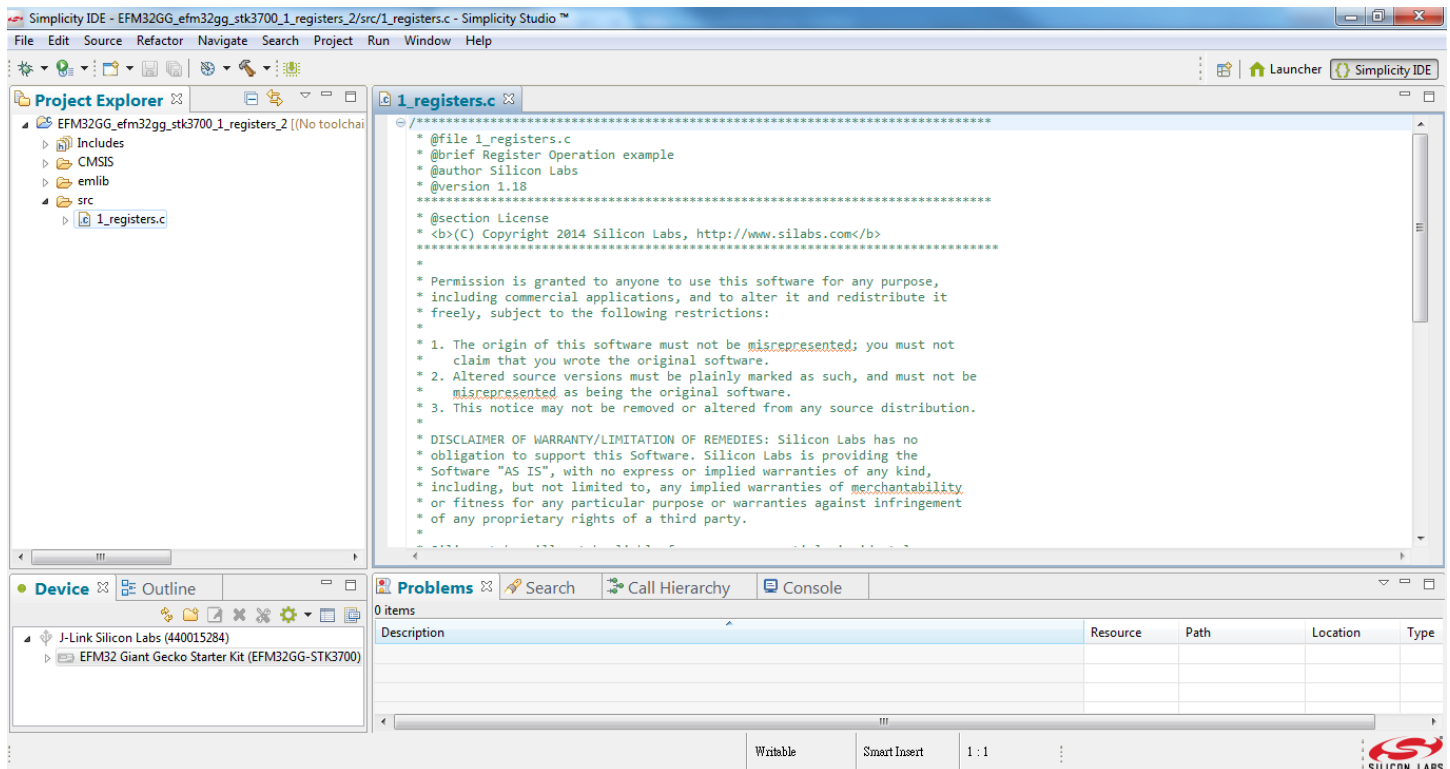 Simplicity IDE - EFM32GG_efm32gg_stk3700_1_registers_2/src/1_registers.c - Simplicity Studio ™
File Edit Source Refactor Navigate Search Project Run Window Help
Launcher {} Simplicity IDE
Project Explorer
EFM32GG_efm32gg_stk3700_1_registers_2 [(No toolchai
Includes
CMSIS
emlib
src
1_registers.c
1_registers.c
/******************************************************************************
* @file 1_registers.c
* @brief Register Operation example
* @author Silicon Labs
* @version 1.18
******************************************************************************
* @section License
* <b>(C) Copyright 2014 Silicon Labs, http://www.silabs.com</b>
*******************************************************************************
*
* Permission is granted to anyone to use this software for any purpose,
* including commercial applications, and to alter it and redistribute it
* freely, subject to the following restrictions:
*
* 1. The origin of this software must not be misrepresented; you must not
*    claim that you wrote the original software.
* 2. Altered source versions must be plainly marked as such, and must not be
*    misrepresented as being the original software.
* 3. This notice may not be removed or altered from any source distribution.
*
* DISCLAIMER OF WARRANTY/LIMITATION OF REMEDIES: Silicon Labs has no
* obligation to support this Software. Silicon Labs is providing the
* Software "AS IS", with no express or implied warranties of any kind,
* including, but not limited to, any implied warranties of merchantability
* or fitness for any particular purpose or warranties against infringement
* of any proprietary rights of a third party.
*
Device Outline
J-Link Silicon Labs (440015284)
EFM32 Giant Gecko Starter Kit (EFM32GG-STK3700)
Problems Search Call Hierarchy Console
0 items
Description Resource Path Location Type
Writable Smart Insert 1 : 1
SILICON LABS